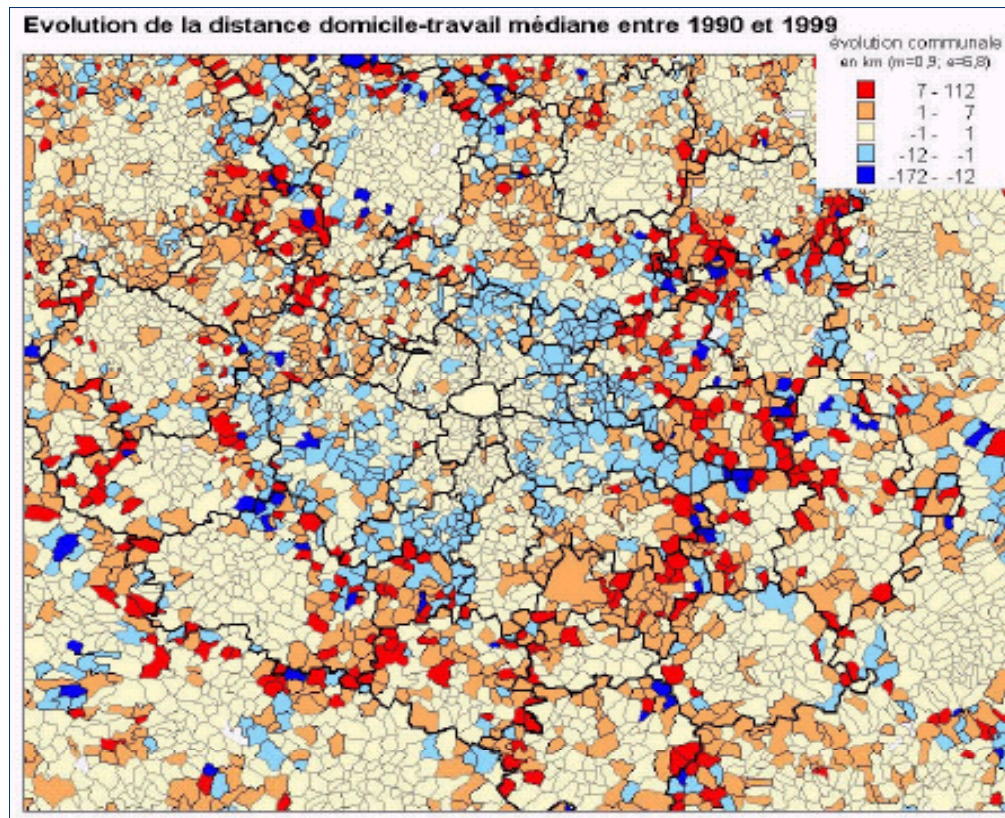 Evolution de la distance domicile-travail médiane entre 1990 et 1999
évolution communale
en km (m=0,9; e=6,8)
7 - 112
1 - 7
-1 - 1
-12 - -1
-172 - -12